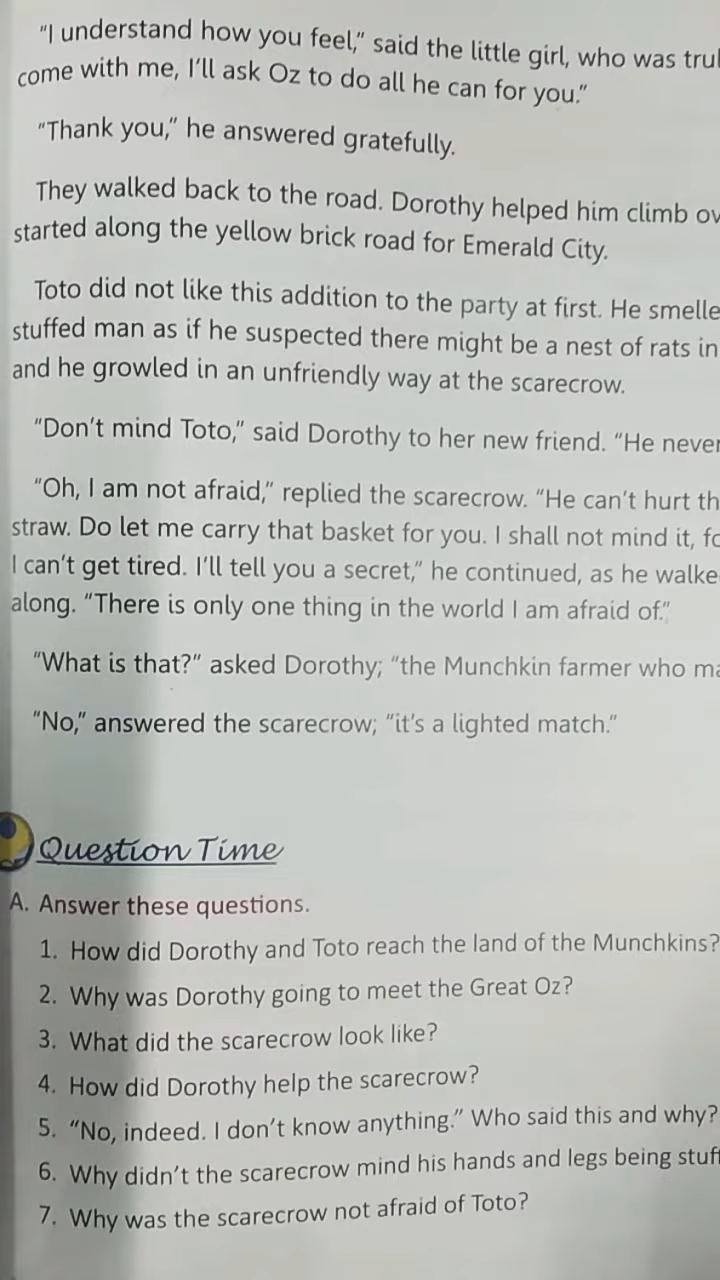 "I understand how you feel," said the little girl, who was
come with me, I'll ask Oz to do all he can for you."
"Thank you," he answered gratefully.
They walked back to the road. Dorothy helped him climb
started along the yellow brick road for Emerald City.
Toto did not like this addition to the party at first. He
stuffed man as if he suspected there might be a nest of rats in
and he growled in an unfriendly way at the scarecrow.
"Don't mind Toto," said Dorothy to her new friend. "He
"Oh, I am not afraid," replied the scarecrow. "He can't hurt
straw. Do let me carry that basket for you. I shall not mind it,
I can't get tired. I'll tell you a secret," he continued, as he
along. "There is only one thing in the world I am afraid of."
"What is that?" asked Dorothy; "the Munchkin farmer who
"No," answered the scarecrow; "it's a lighted match."
Question Time
A. Answer these questions.
1. How did Dorothy and Toto reach the land of the Munchkins?
2. Why was Dorothy going to meet the Great Oz?
3. What did the scarecrow look like?
4. How did Dorothy help the scarecrow?
5. "No, indeed. I don't know anything." Who said this and why?
6. Why didn't the scarecrow mind his hands and legs being
7. Why was the scarecrow not afraid of Toto?